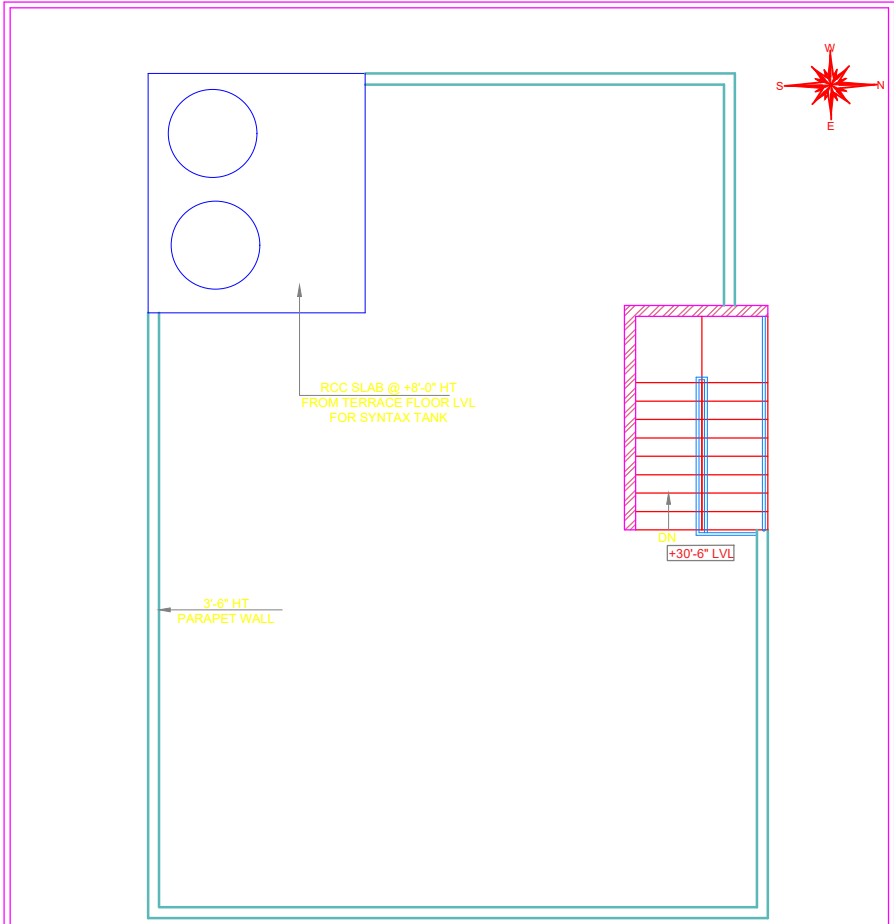 W
S
N
E
RCC SLAB @ +8'-0" HT
FROM TERRACE FLOOR LVL
FOR SYNTAX TANK
DN
+30'-6" LVL
3'-6" HT
PARAPET WALL